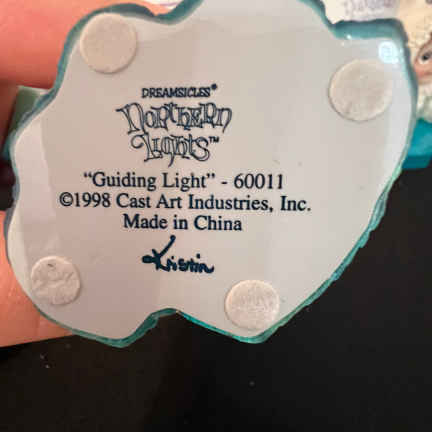 DREAMSICLES®
Northern
Lights™
"Guiding Light" - 60011
©1998 Cast Art Industries, Inc.
Made in China
Kristin